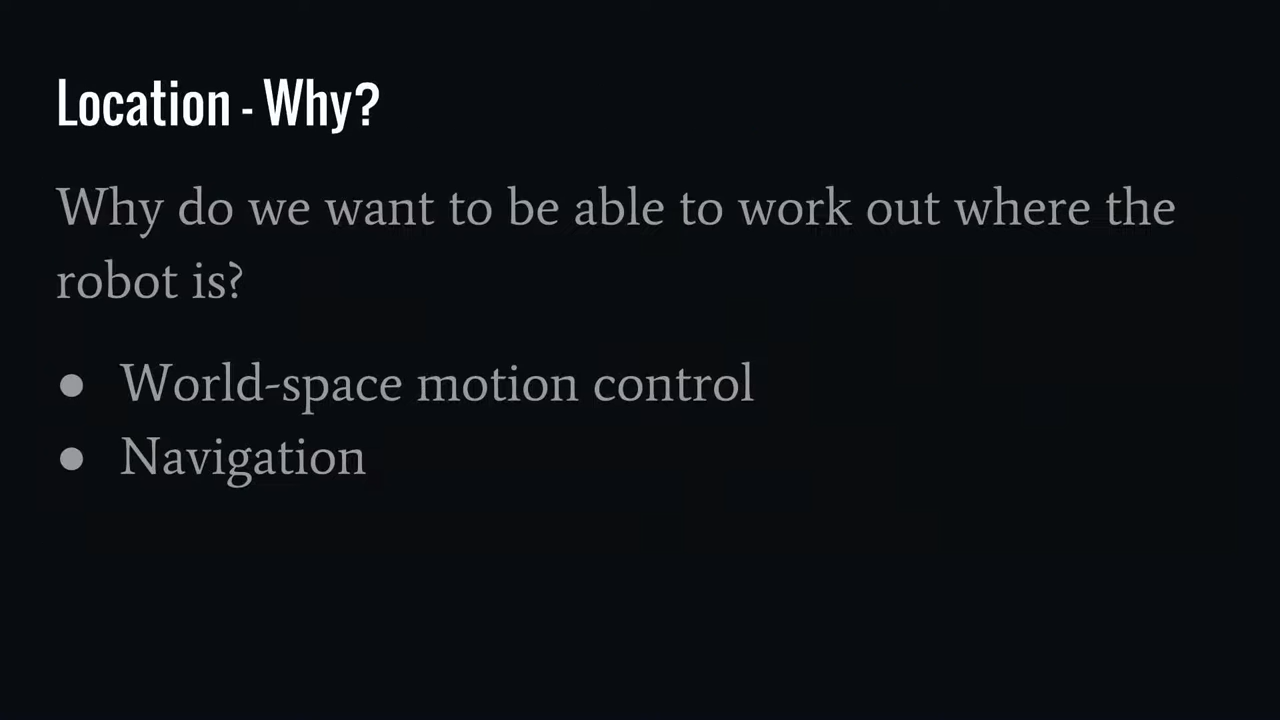 Location - Why?
Why do we want to be able to work out where the
robot is?
● World-space motion control
● Navigation